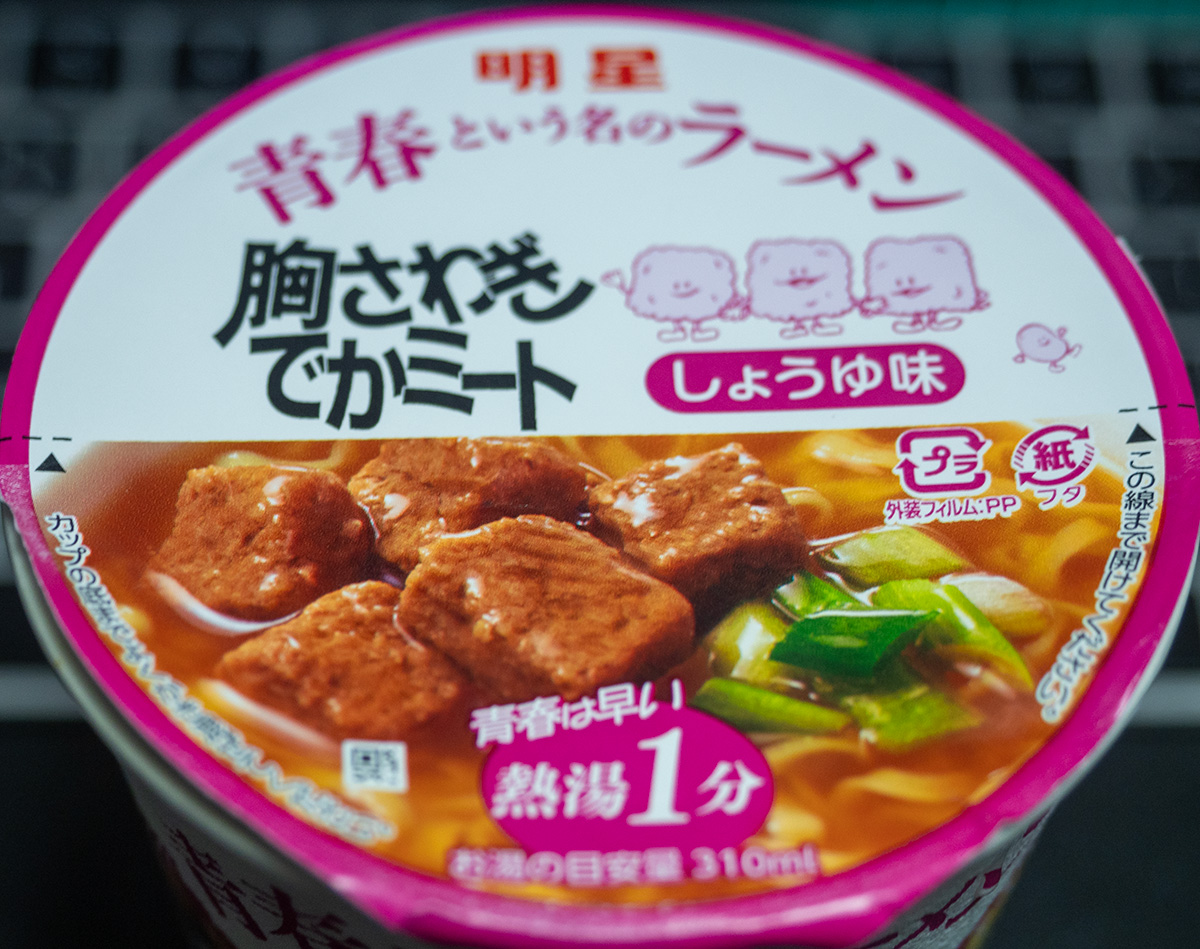 明星
青春という名のラーメン
胸さわぎ
でかミート
しょうゆ味
プラ
紙
外装フィルム:PP
フタ
この線まで開けてください。
青春は早い
熱湯1分
お湯の目安量 310ml